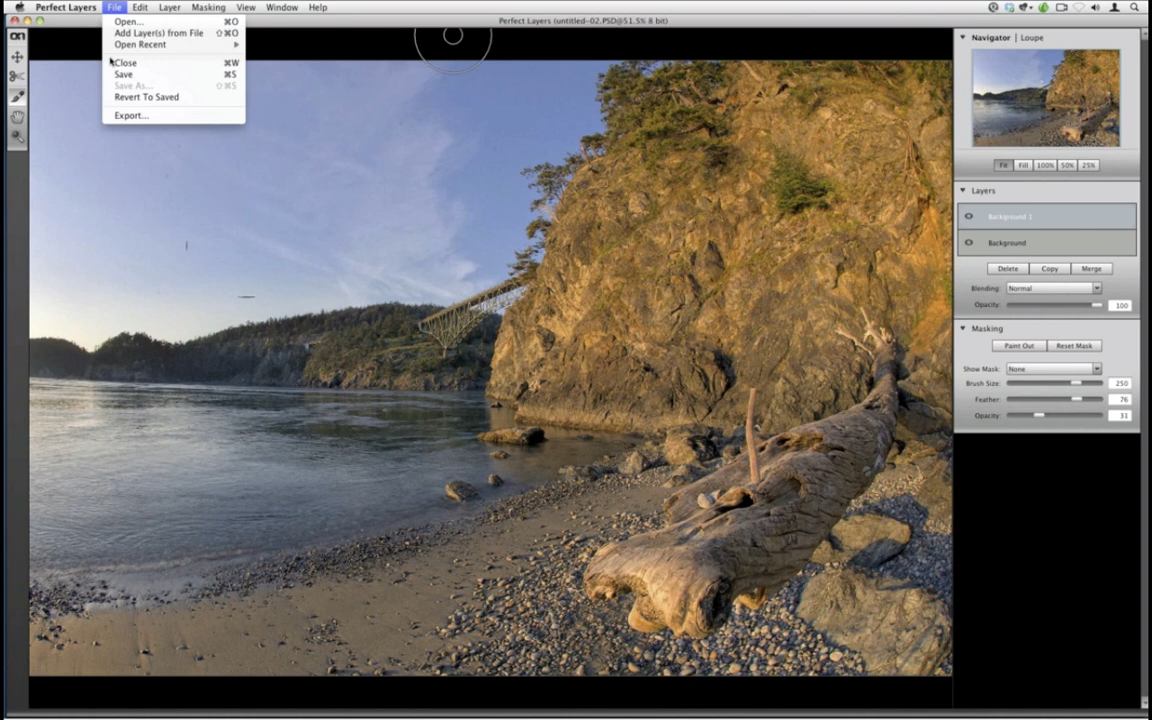 Perfect Layers File Edit Layer Masking View Window Help
Perfect Layers (untitled-02.PSD@51.5% 8 bit)
Open... ⌘O
Add Layer(s) from File ⇧⌘O
Open Recent
Close ⌘W
Save ⌘S
Save As... ⇧⌘S
Revert To Saved
Export...
on
Navigator | Loupe
Fit Fill 100% 50% 25%
Layers
Background 1
Background
Delete Copy Merge
Blending: Normal
Opacity: 100
Masking
Paint Out Reset Mask
Show Mask: None
Brush Size: 250
Feather: 76
Opacity: 31